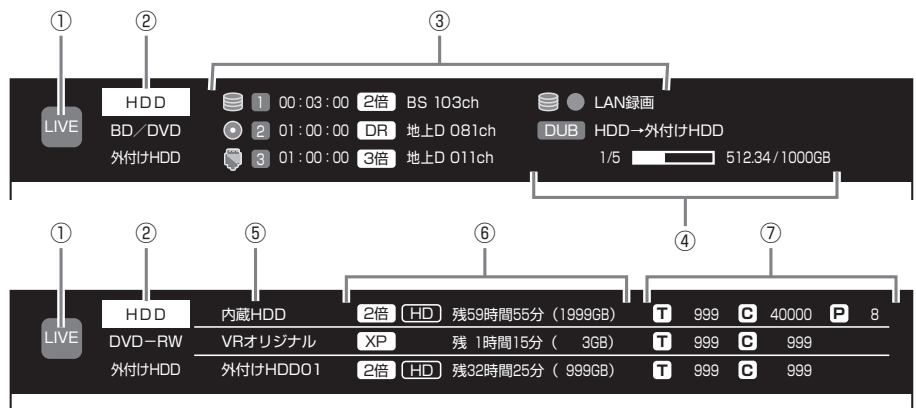 ① ② ③
HDD 1 00:03:00 2倍 BS 103ch LAN録画
LIVE BD/DVD 2 01:00:00 DR 地上D 081ch DUB HDD→外付けHDD
外付けHDD 3 01:00:00 3倍 地上D 011ch 1/5 512.34/1000GB
④
① ② ⑤ ⑥ ⑦
HDD 内蔵HDD 2倍 HD 残59時間55分（1999GB） T 999 C 40000 P 8
LIVE DVD-RW VRオリジナル XP 残 1時間15分（ 3GB） T 999 C 999
外付けHDD 外付けHDD01 2倍 HD 残32時間25分（ 999GB） T 999 C 999